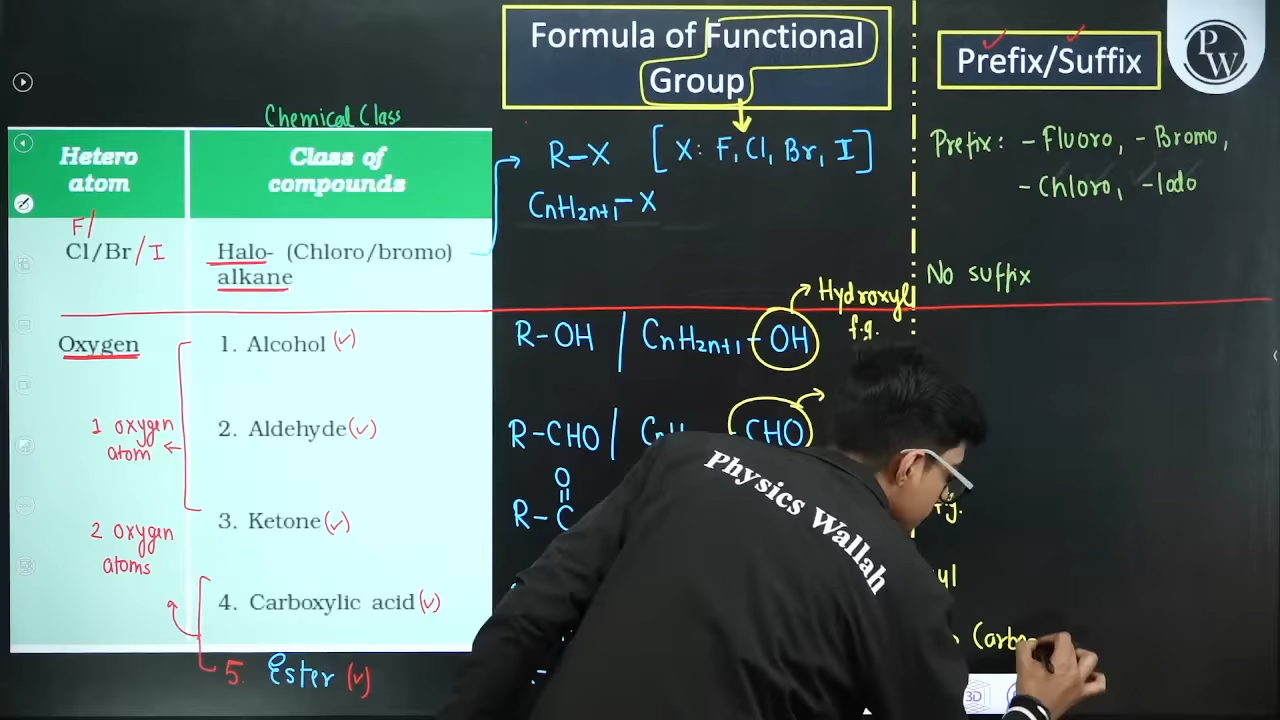 Formula of Functional
Group
Prefix/Suffix
P
W
Chemical Class
Hetero
atom
Class of
compounds
F/
Cl/Br/I
Halo- (Chloro/bromo)
alkane
R-X [X: F, Cl, Br, I]
CnH2n+1-X
Prefix: - Fluoro, - Bromo,
- Chloro, - Iodo
No suffix
Hydroxyl
f.g.
Oxygen
1. Alcohol (✓)
R-OH / CnH2n+1-OH
1 oxygen
atom
2. Aldehyde (✓)
R-CHO / CHO
3. Ketone (✓)
O
R-C
2 oxygen
atoms
4. Carboxylic acid (✓)
5. Ester (✓)
Physics Wallah
yl
3D